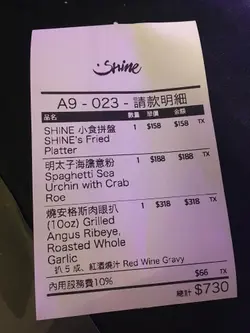 Shine
A9 - 023 - 請款明細
品名 數量 單價 金額
SHINE 小食拼盤 1 $158 $158 TX
SHINE's Fried
Platter
明太子海膽意粉 1 $188 $188 TX
Spaghetti Sea
Urchin with Crab
Roe
燒安格斯肉眼扒 1 $318 $318 TX
(10oz) Grilled
Angus Ribeye,
Roasted Whole
Garlic
扒 5 成、紅酒燒汁 Red Wine Gravy
內用服務費10% $66 TX
總計 $730